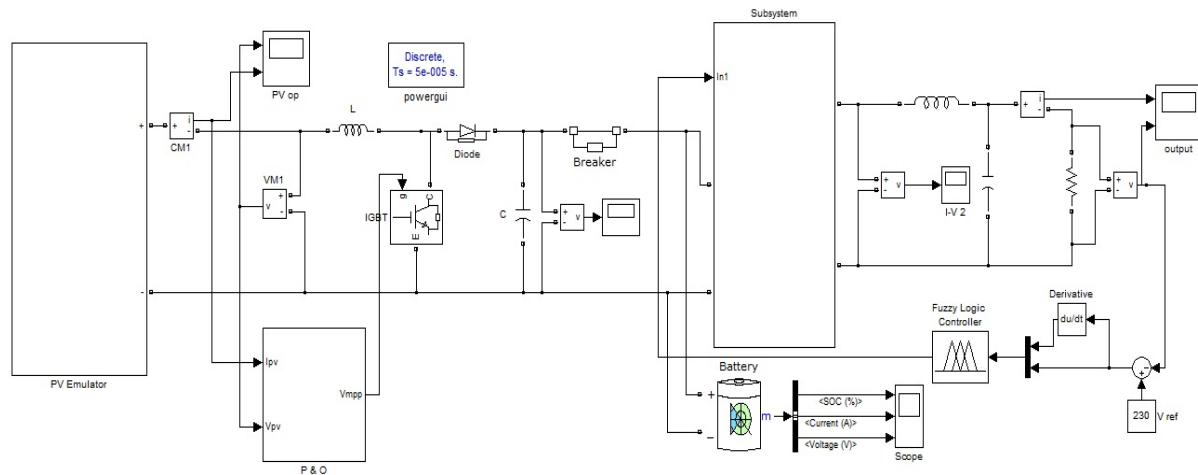 Subsystem
Discrete,
Ts = 5e-005 s.
powergui
PV op
In1
L
i
+
-
CM1
Diode
Breaker
output
VM1
v
I-V 2
IGBT
g
C
E
C
Derivative
du/dt
Fuzzy Logic
Controller
PV Emulator
Ipv
Vmpp
Vpv
P & O
Battery
m
<SOC (%)>
<Current (A)>
<Voltage (V)>
Scope
230
V ref